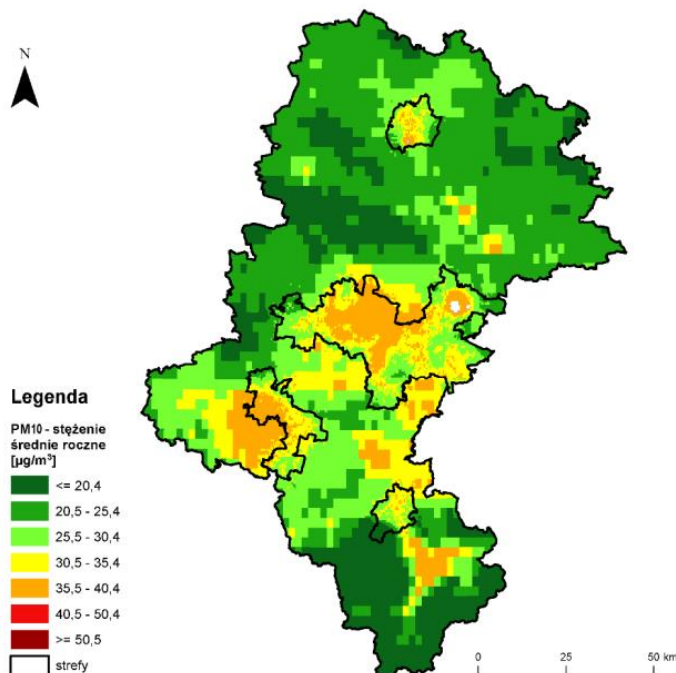 N
Legenda
PM10 - stężenie
średnie roczne
[µg/m³]
<= 20,4
20,5 - 25,4
25,5 - 30,4
30,5 - 35,4
35,5 - 40,4
40,5 - 50,4
>= 50,5
strefy
0 25 50 km